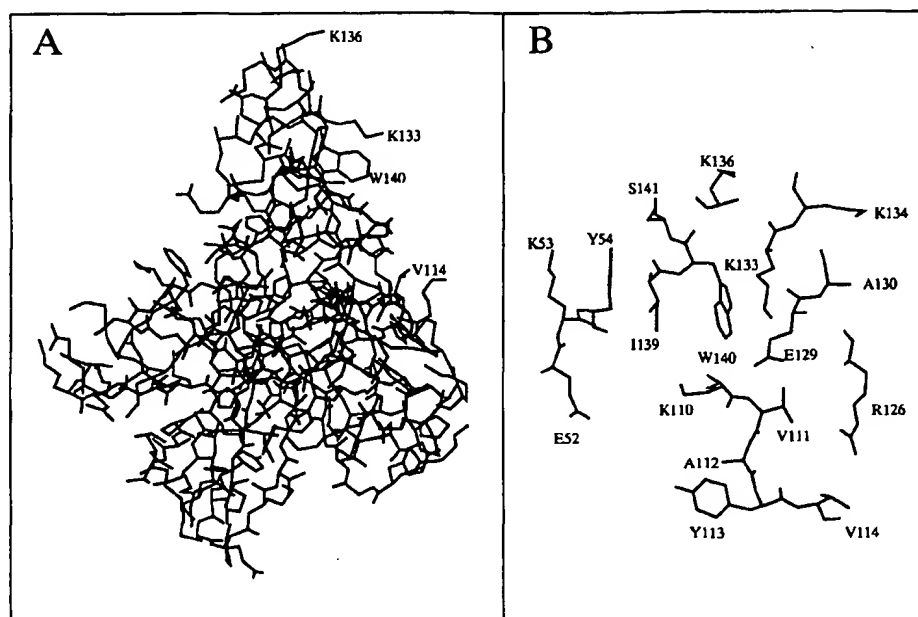 A
K136
K133
W140
V114
B
K136
S141
K134
K53
Y54
K133
A130
I139
W140
E129
K110
R126
E52
V111
A112
Y113
V114